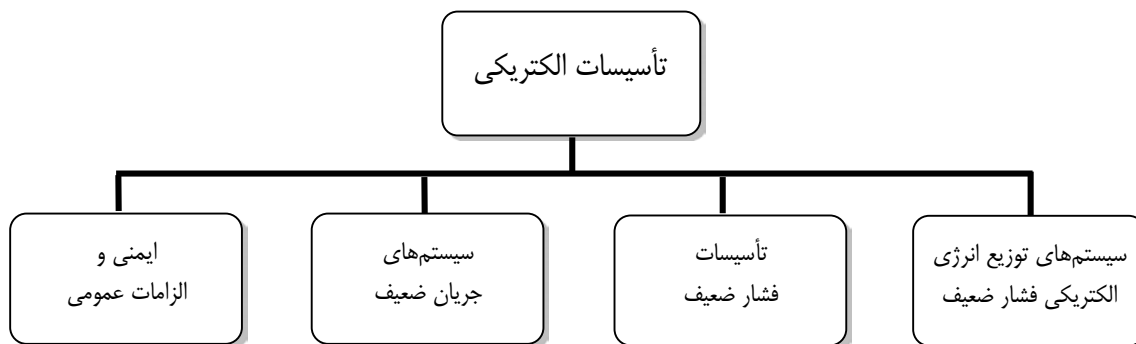 تأسیسات الکتریکی
سیستم‌های توزیع انرژی
الکتریکی فشار ضعیف
تأسیسات
فشار ضعیف
سیستم‌های
جریان ضعیف
ایمنی و
الزامات عمومی